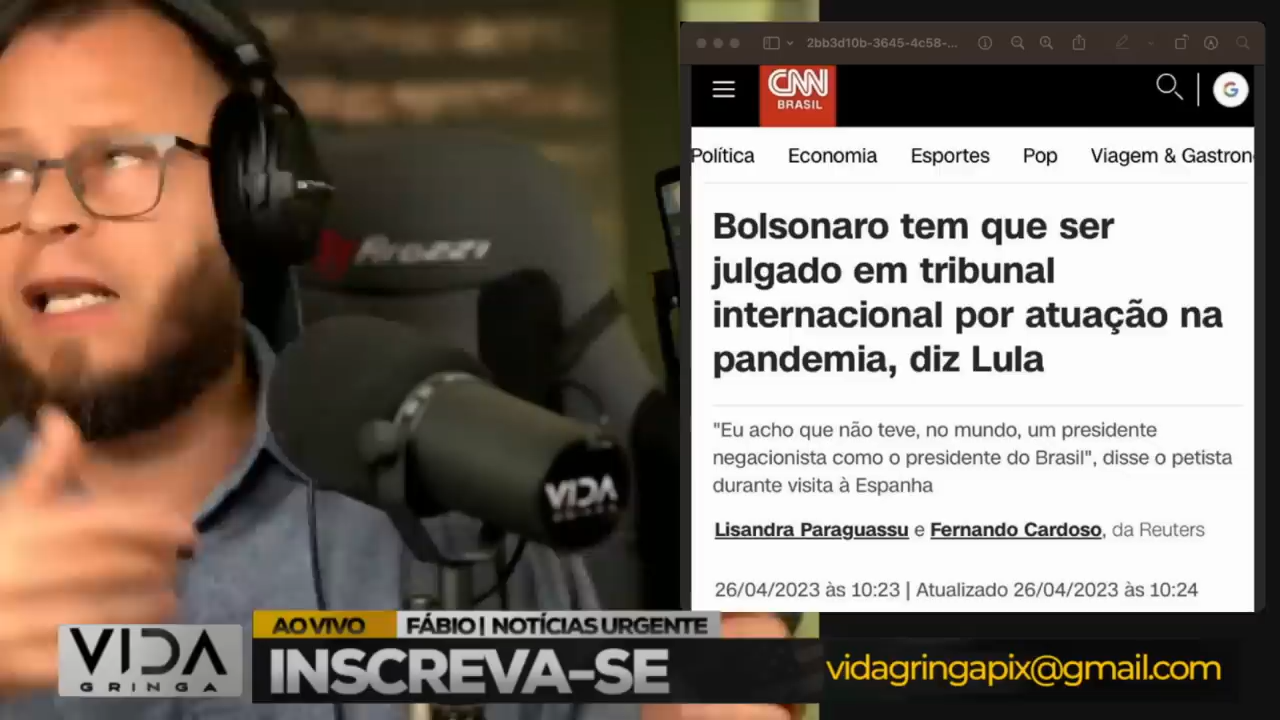 2bb3d10b-3645-4c58-...
CNN
BRASIL
G
Política Economia Esportes Pop Viagem & Gastron
Bolsonaro tem que ser
julgado em tribunal
internacional por atuação na
pandemia, diz Lula
"Eu acho que não teve, no mundo, um presidente
negacionista como o presidente do Brasil", disse o petista
durante visita à Espanha
Lisandra Paraguassu e Fernando Cardoso, da Reuters
26/04/2023 às 10:23 | Atualizado 26/04/2023 às 10:24
Arozzi
VIDA
GRINGA
AO VIVO FÁBIO | NOTÍCIAS URGENTE
VIDA
GRINGA
INSCREVA-SE
vidagringapix@gmail.com